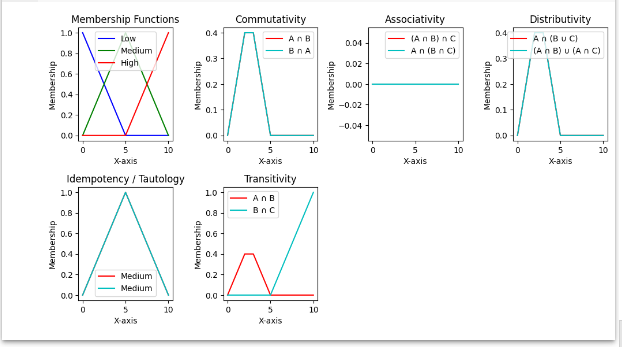 Membership Functions
1.0
0.8
0.6
0.4
0.2
0.0
Membership
Low
Medium
High
0 5 10
X-axis
Commutativity
0.4
0.3
0.2
0.1
0.0
Membership
A ∩ B
B ∩ A
0 5 10
X-axis
Associativity
0.04
0.02
0.00
−0.02
−0.04
Membership
(A ∩ B) ∩ C
A ∩ (B ∩ C)
0 5 10
X-axis
Distributivity
0.4
0.3
0.2
0.1
0.0
Membership
A ∩ (B ∪ C)
(A ∩ B) ∪ (A ∩ C)
0 5 10
X-axis
Idempotency / Tautology
1.0
0.8
0.6
0.4
0.2
0.0
Membership
Medium
Medium
0 5 10
X-axis
Transitivity
1.0
0.8
0.6
0.4
0.2
0.0
Membership
A ∩ B
B ∩ C
0 5 10
X-axis